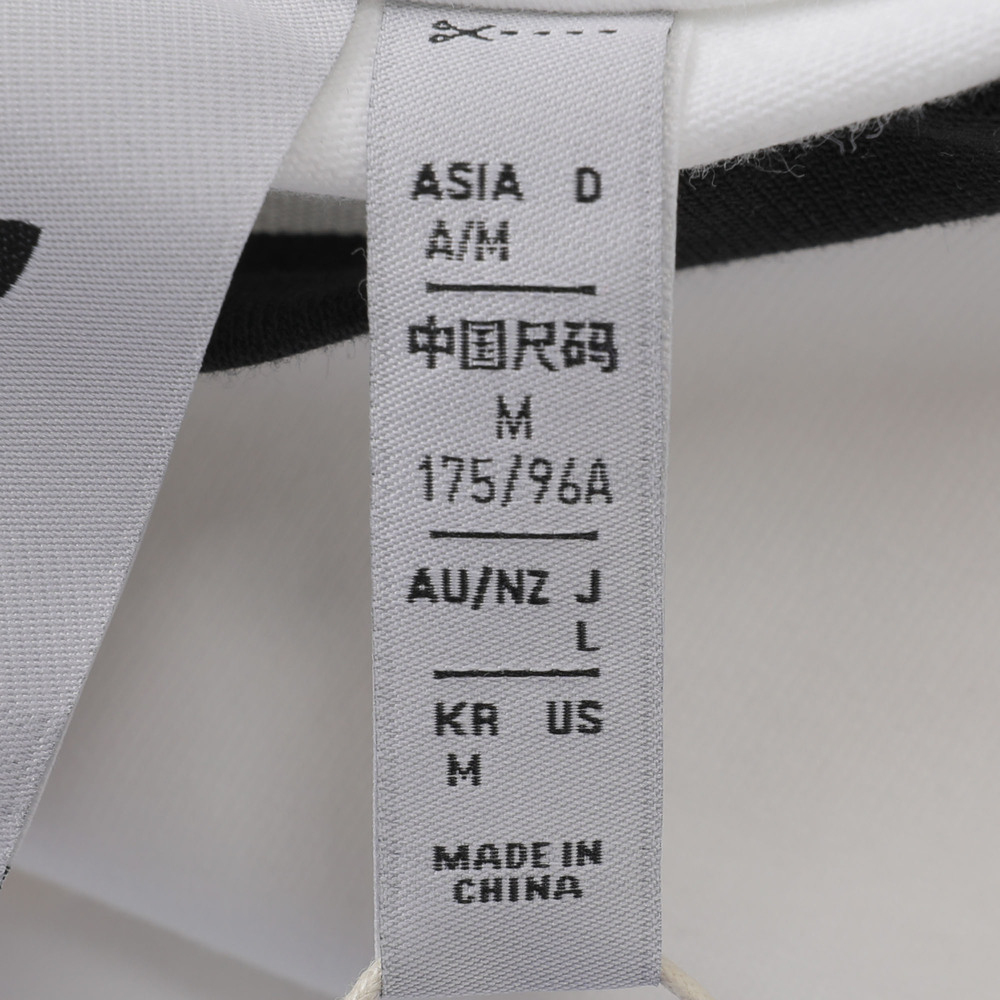 ASIA D
A/M
中国尺码
M
175/96A
AU/NZ J
L
KR US
M
MADE IN
CHINA